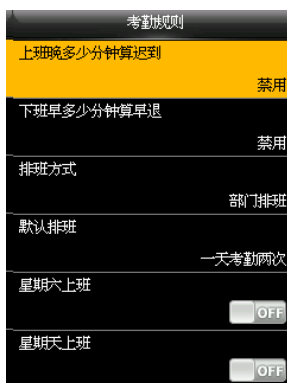 考勤规则
上班晚多少分钟算迟到
禁用
下班早多少分钟算早退
禁用
排班方式
部门排班
默认排班
一天考勤两次
星期六上班
OFF
星期天上班
OFF